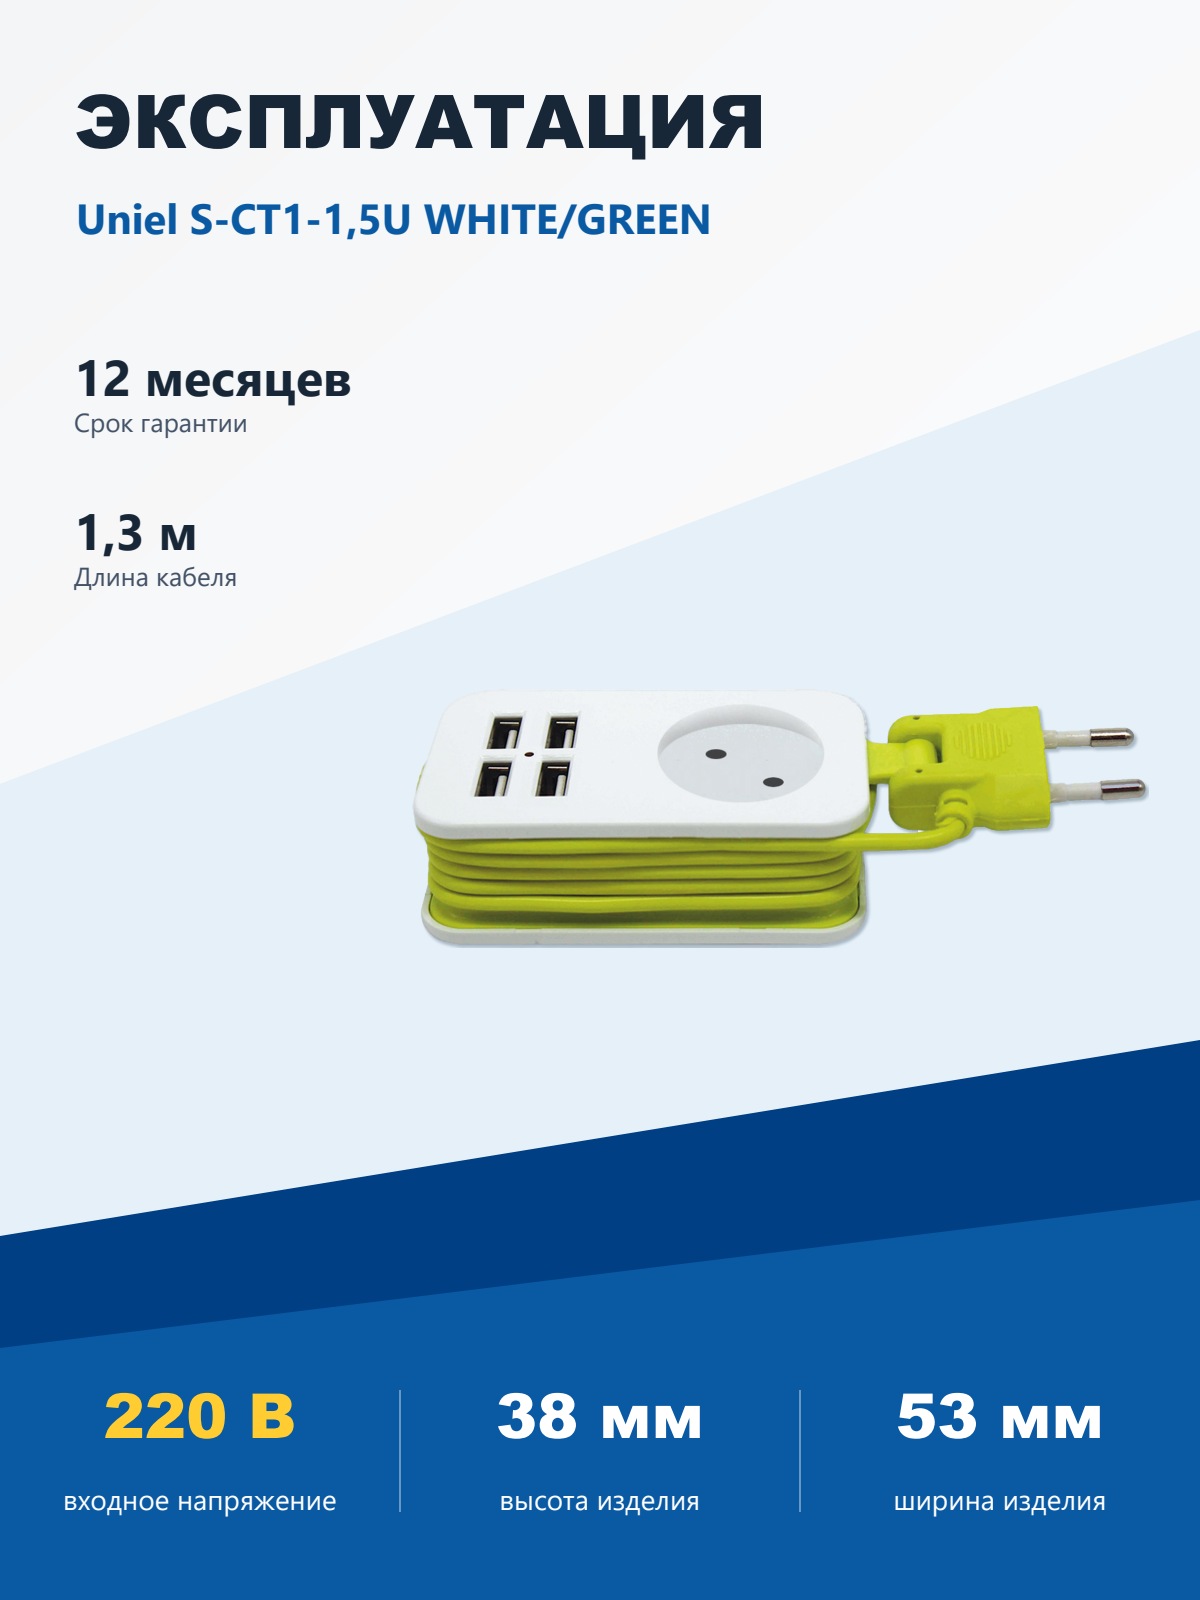 ЭКСПЛУАТАЦИЯ
Uniel S-CT1-1,5U WHITE/GREEN
12 месяцев
Срок гарантии
1,3 м
Длина кабеля
220 В
входное напряжение
38 мм
высота изделия
53 мм
ширина изделия